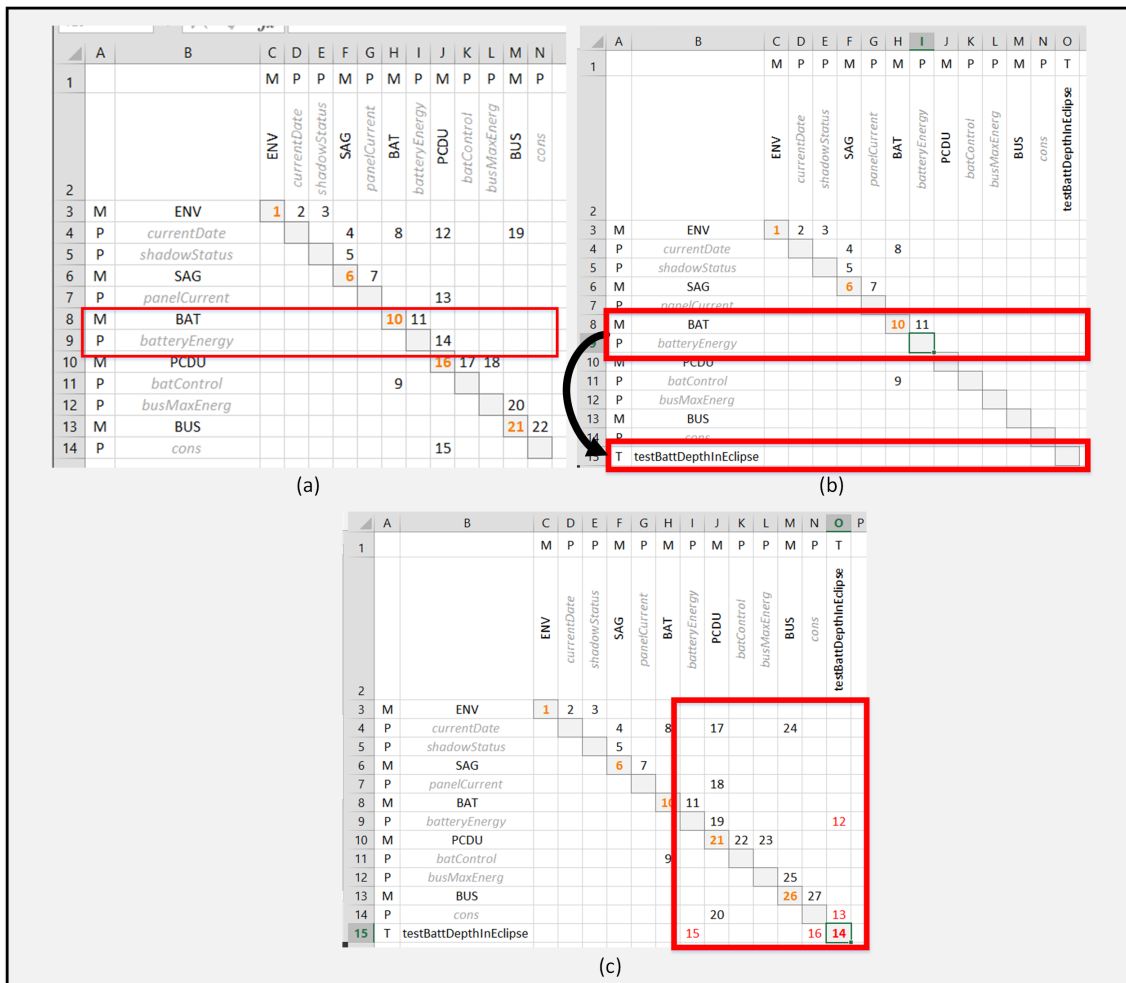 A B C D E F G H I J K L M N
1 M P P M P M P M P P M P
2 ENV currentDate shadowStatus SAG panelCurrent BAT batteryEnergy PCDU batControl busMaxEnerg BUS cons
3 M ENV 1 2 3
4 P currentDate 4 8 12 19
5 P shadowStatus 5
6 M SAG 6 7
7 P panelCurrent 13
8 M BAT 10 11
9 P batteryEnergy 14
10 M PCDU 16 17 18
11 P batControl 9
12 P busMaxEnerg 20
13 M BUS 21 22
14 P cons 15
(a)
A B C D E F G H I J K L M N O
1 M P P M P M P M P P M P T
2 ENV currentDate shadowStatus SAG panelCurrent BAT batteryEnergy PCDU batControl busMaxEnerg BUS cons testBattDepthInEclipse
3 M ENV 1 2 3
4 P currentDate 4 8
5 P shadowStatus 5
6 M SAG 6 7
7 P panelCurrent
8 M BAT 10 11
P batteryEnergy
10 M PCDU
11 P batControl 9
12 P busMaxEnerg
13 M BUS
14 P cons
15 T testBattDepthInEclipse
(b)
A B C D E F G H I J K L M N O P
1 M P P M P M P M P P M P T
2 ENV currentDate shadowStatus SAG panelCurrent BAT batteryEnergy PCDU batControl busMaxEnerg BUS cons testBattDepthInEclipse
3 M ENV 1 2 3
4 P currentDate 4 8 17 24
5 P shadowStatus 5
6 M SAG 6 7
7 P panelCurrent 18
8 M BAT 10 11
9 P batteryEnergy 19 12
10 M PCDU 21 22 23
11 P batControl 9
12 P busMaxEnerg 25
13 M BUS 26 27
14 P cons 20 13
15 T testBattDepthInEclipse 15 16 14
(c)